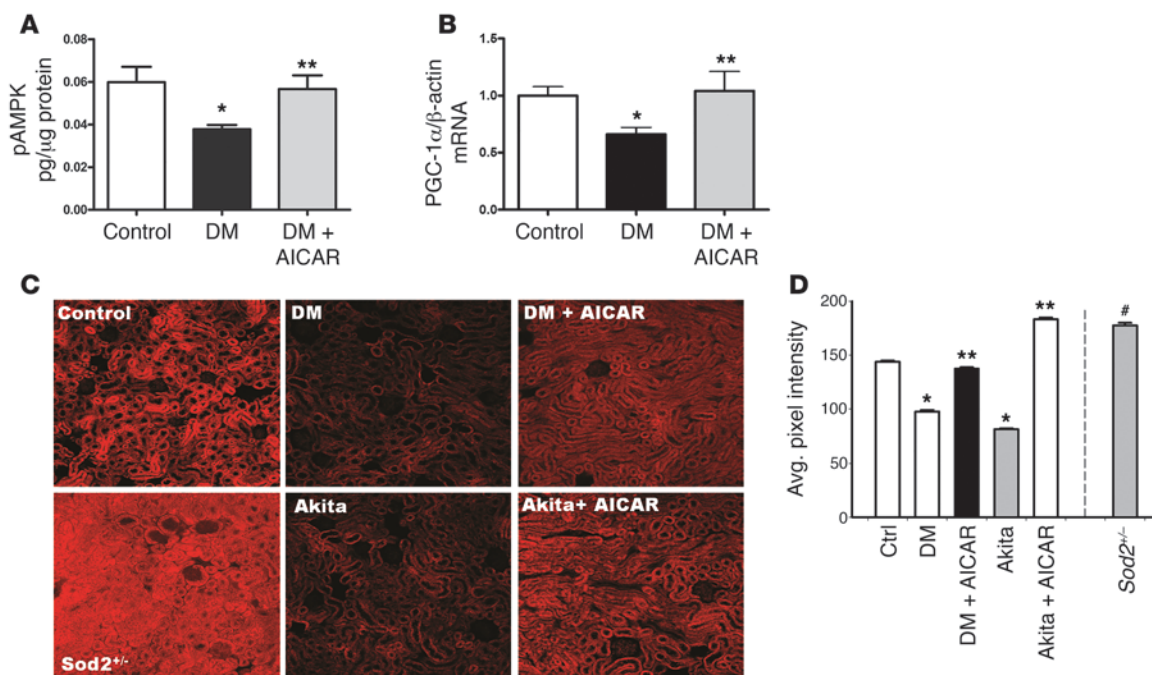 A
pAMPK
pg/μg protein
0.08
0.06
0.04
0.02
0.00
*
**
Control
DM
DM +
AICAR
B
PGC-1α/β-actin
mRNA
1.5
1.0
0.5
0.0
*
**
Control
DM
DM +
AICAR
C
Control
DM
DM + AICAR
Sod2+/-
Akita
Akita+ AICAR
D
Avg. pixel intensity
200
150
100
50
0
*
**
*
**
#
Ctrl
DM
DM + AICAR
Akita
Akita + AICAR
Sod2+/-